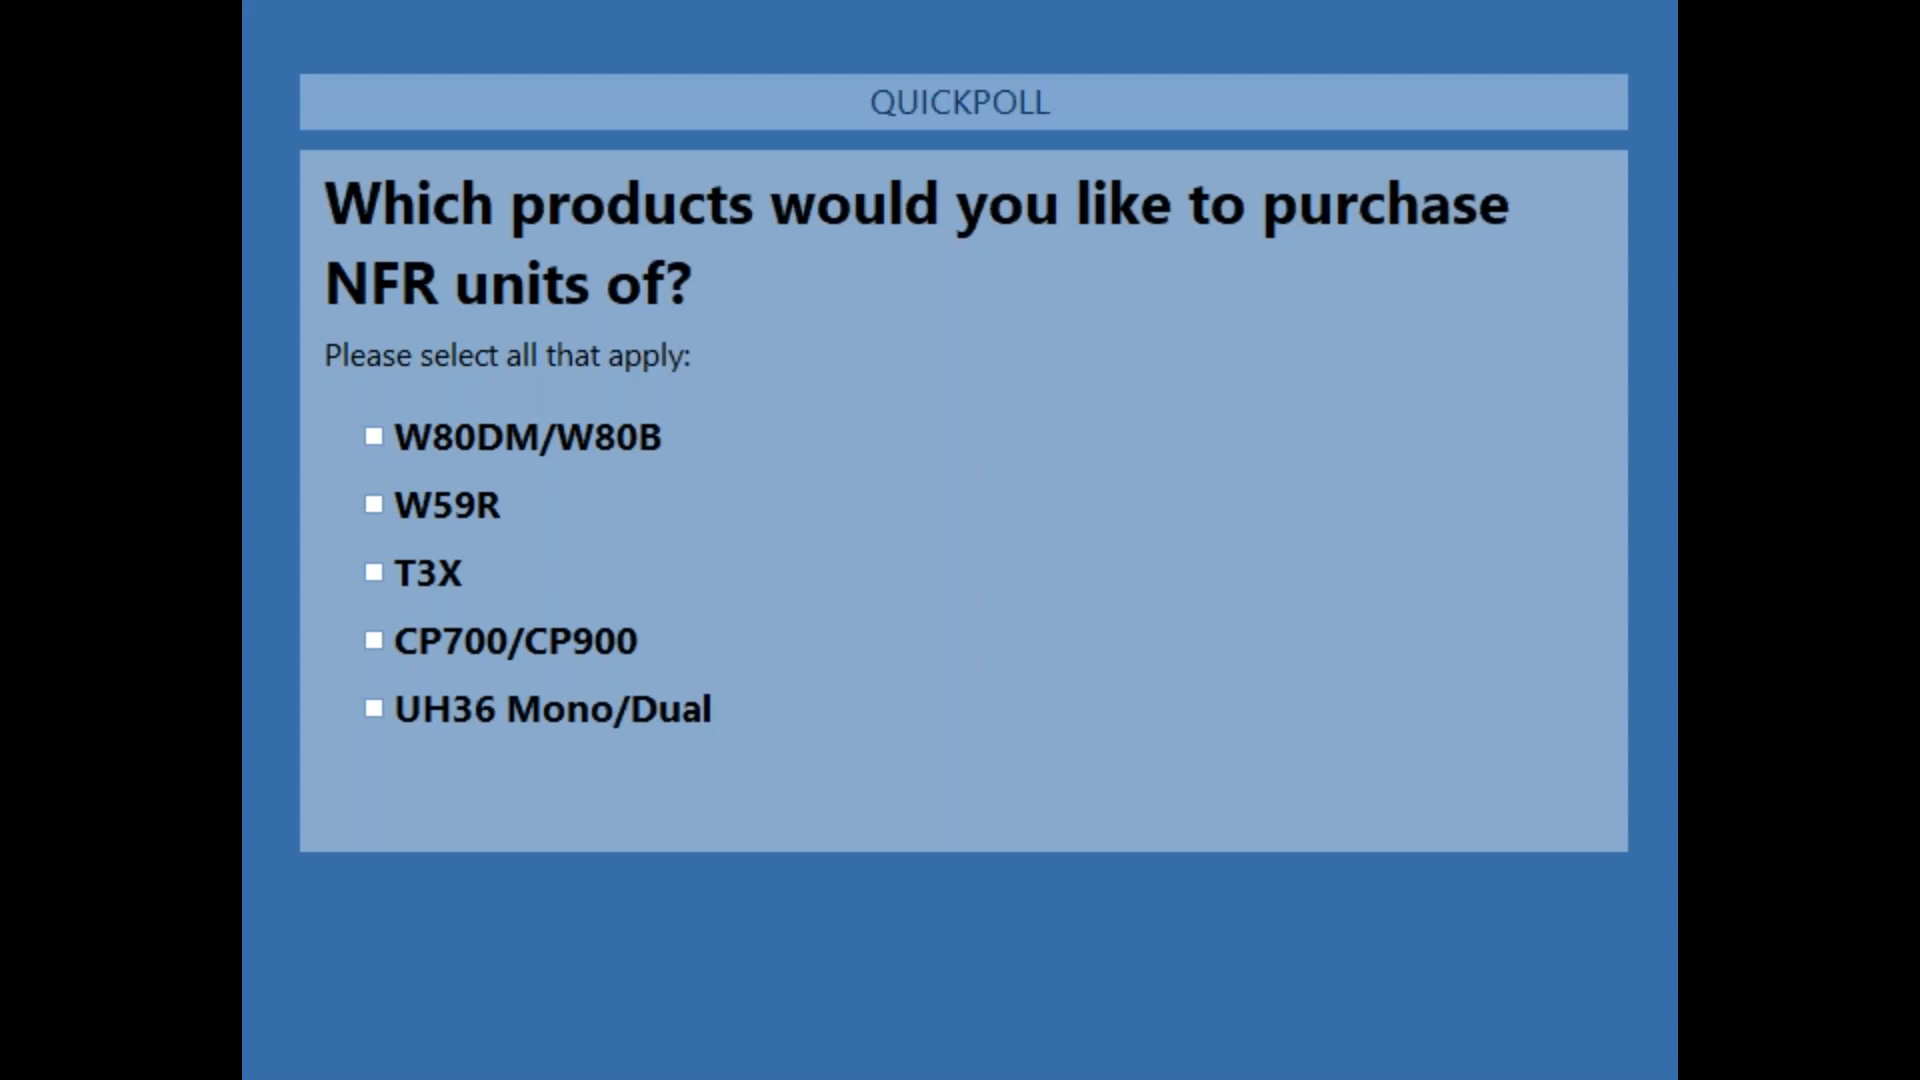 QUICKPOLL
Which products would you like to purchase
NFR units of?
Please select all that apply:
W80DM/W80B
W59R
T3X
CP700/CP900
UH36 Mono/Dual